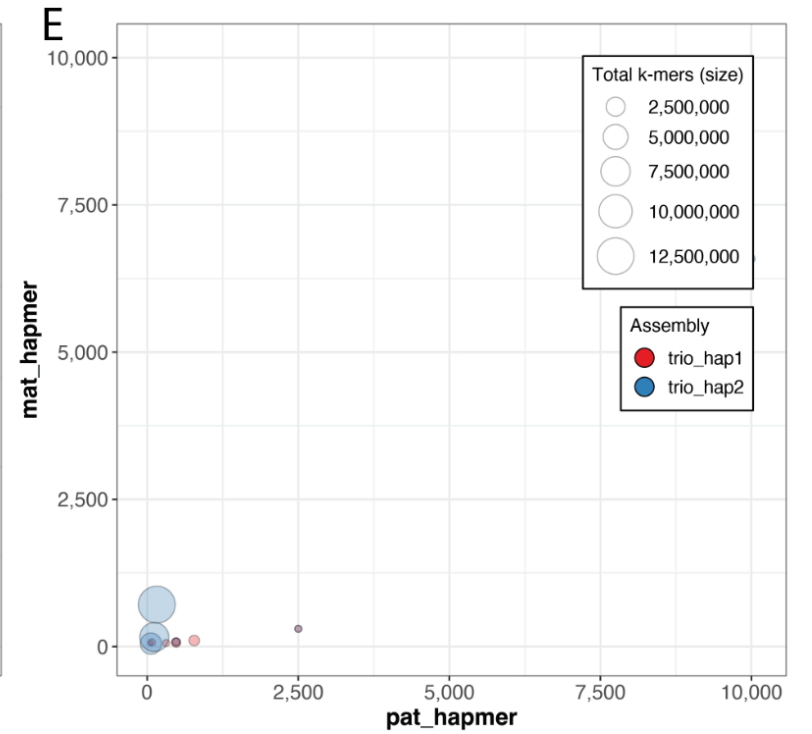 E
10,000
7,500
5,000
2,500
0
mat_hapmer
Total k-mers (size)
2,500,000
5,000,000
7,500,000
10,000,000
12,500,000
Assembly
trio_hap1
trio_hap2
0
2,500
5,000
7,500
10,000
pat_hapmer